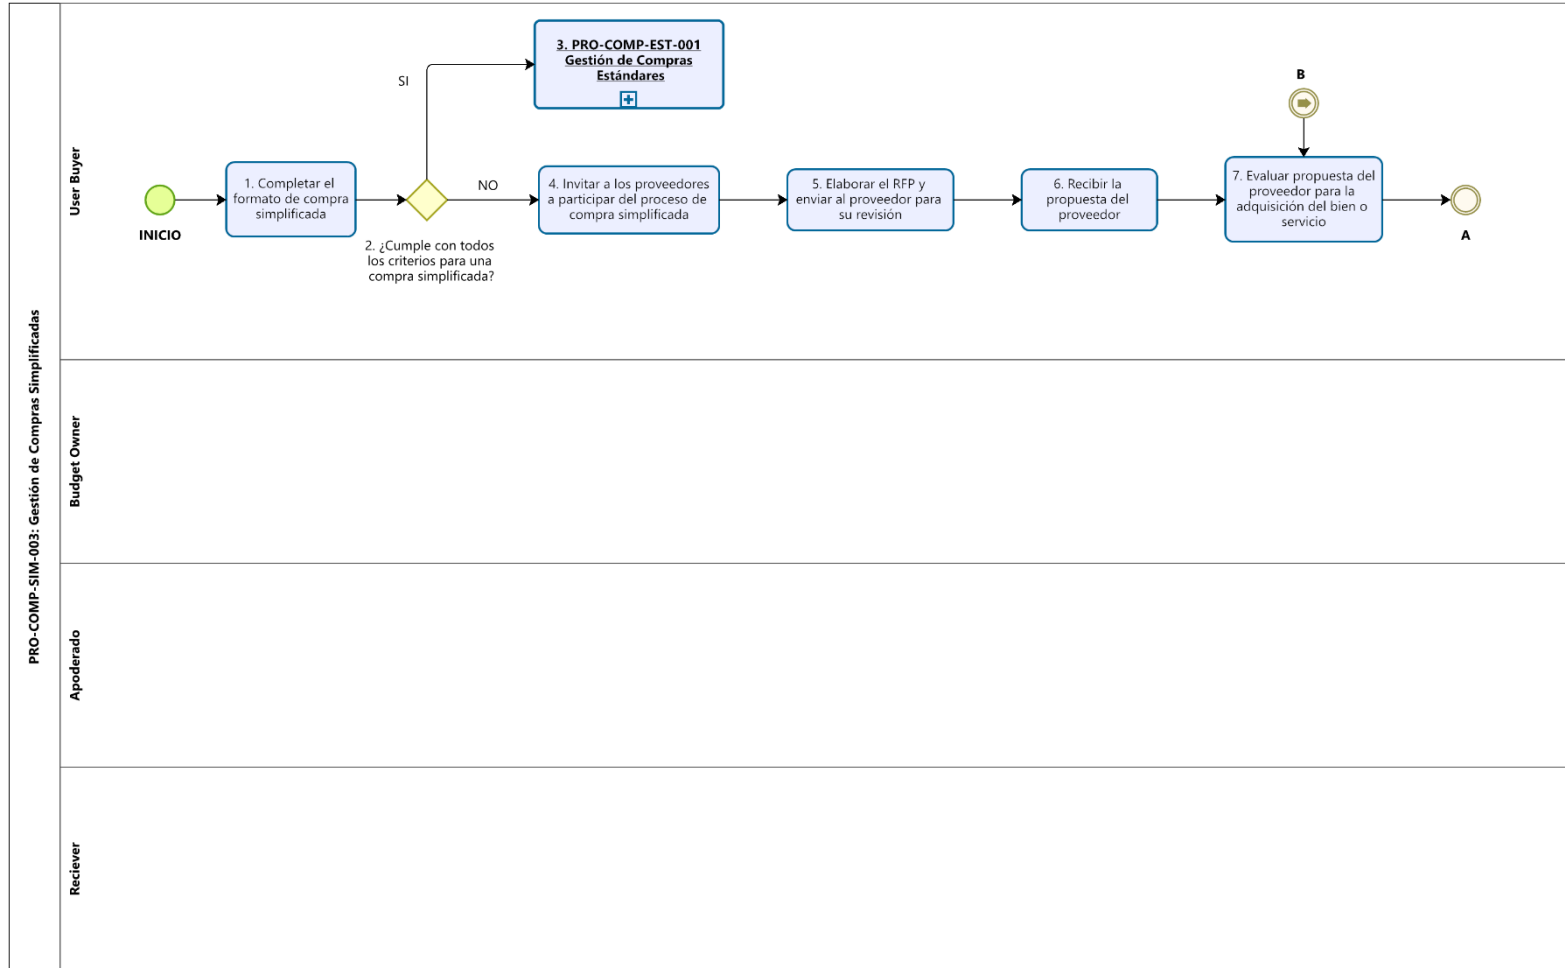 PRO-COMP-SIM-003: Gestión de Compras Simplificadas
User Buyer
INICIO
1. Completar el
formato de compra
simplificada
2. ¿Cumple con todos
los criterios para una
compra simplificada?
SI
3. PRO-COMP-EST-001
Gestión de Compras
Estándares
NO
4. Invitar a los proveedores
a participar del proceso de
compra simplificada
5. Elaborar el RFP y
enviar al proveedor para
su revisión
6. Recibir la
propuesta del
proveedor
B
7. Evaluar propuesta del
proveedor para la
adquisición del bien o
servicio
A
Budget Owner
Apoderado
Reciever